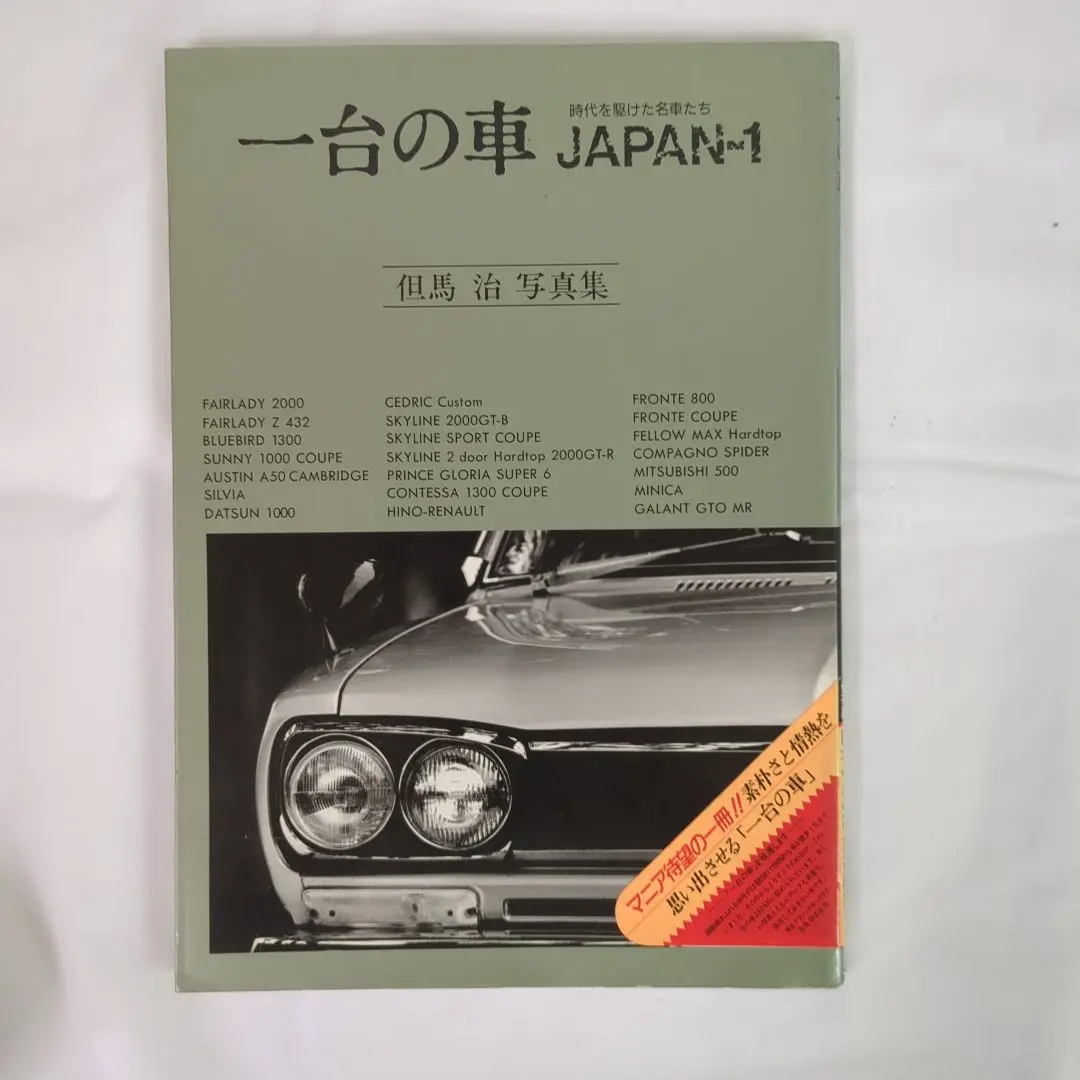 一台の車
時代を駆けた名車たち
JAPAN-1
但馬 治 写真集
FAIRLADY 2000
FAIRLADY Z 432
BLUEBIRD 1300
SUNNY 1000 COUPE
AUSTIN A50 CAMBRIDGE
SILVIA
DATSUN 1000
CEDRIC Custom
SKYLINE 2000GT-B
SKYLINE SPORT COUPE
SKYLINE 2 door Hardtop 2000GT-R
PRINCE GLORIA SUPER 6
CONTESSA 1300 COUPE
HINO-RENAULT
FRONTE 800
FRONTE COUPE
FELLOW MAX Hardtop
COMPAGNO SPIDER
MITSUBISHI 500
MINICA
GALANT GTO MR
マニア待望の一冊!! 素朴さと情熱を
思い出させる「一台の車」